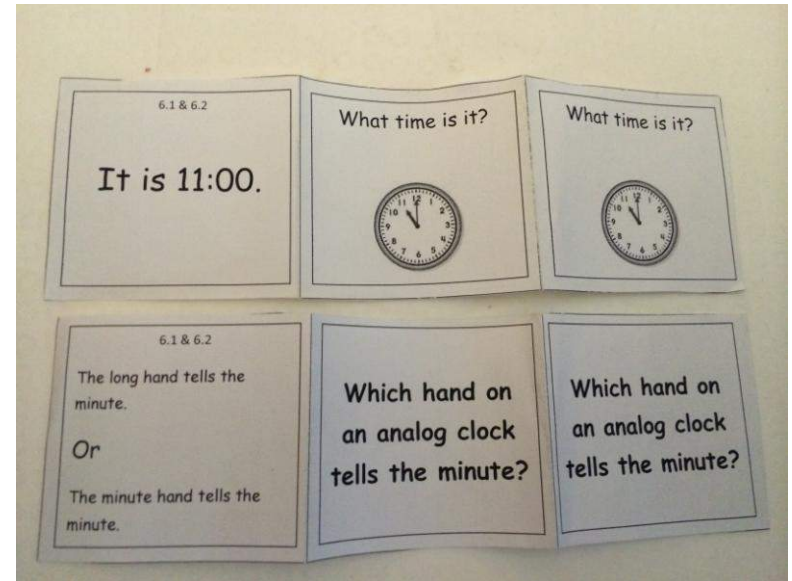 6.1 & 6.2
It is 11:00.
What time is it?
What time is it?
6.1 & 6.2
The long hand tells the
minute.
Or
The minute hand tells the
minute.
Which hand on
an analog clock
tells the minute?
Which hand on
an analog clock
tells the minute?